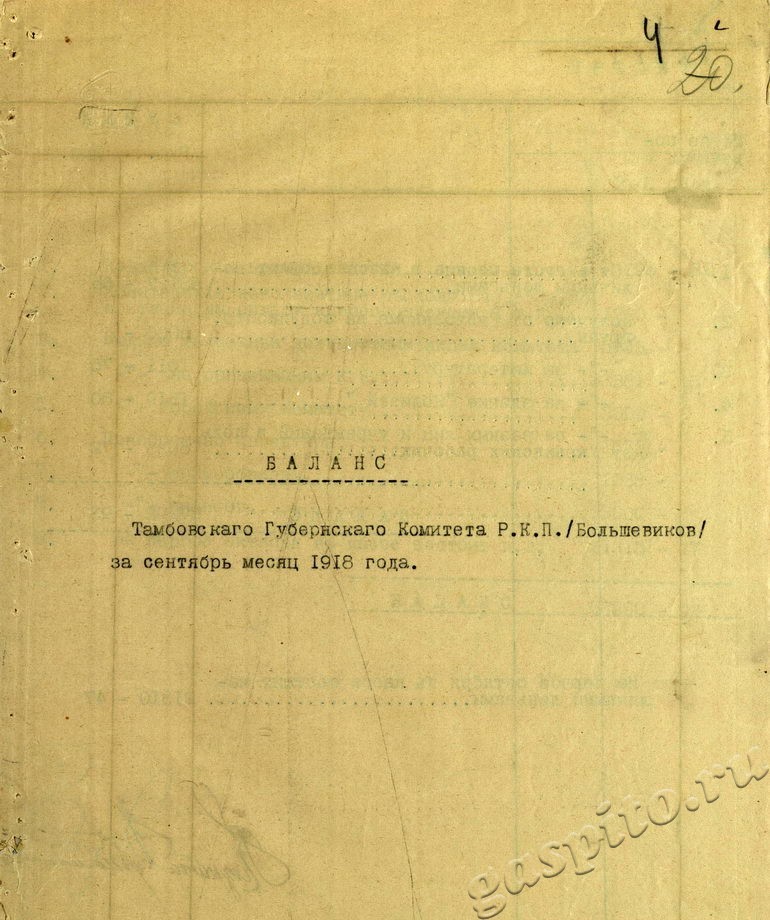 4
20.
БАЛАНС
Тамбовскаго Губернскаго Комитета Р.К.П./Большевиков/
за сентябрь месяц 1918 года.
gaspito.ru